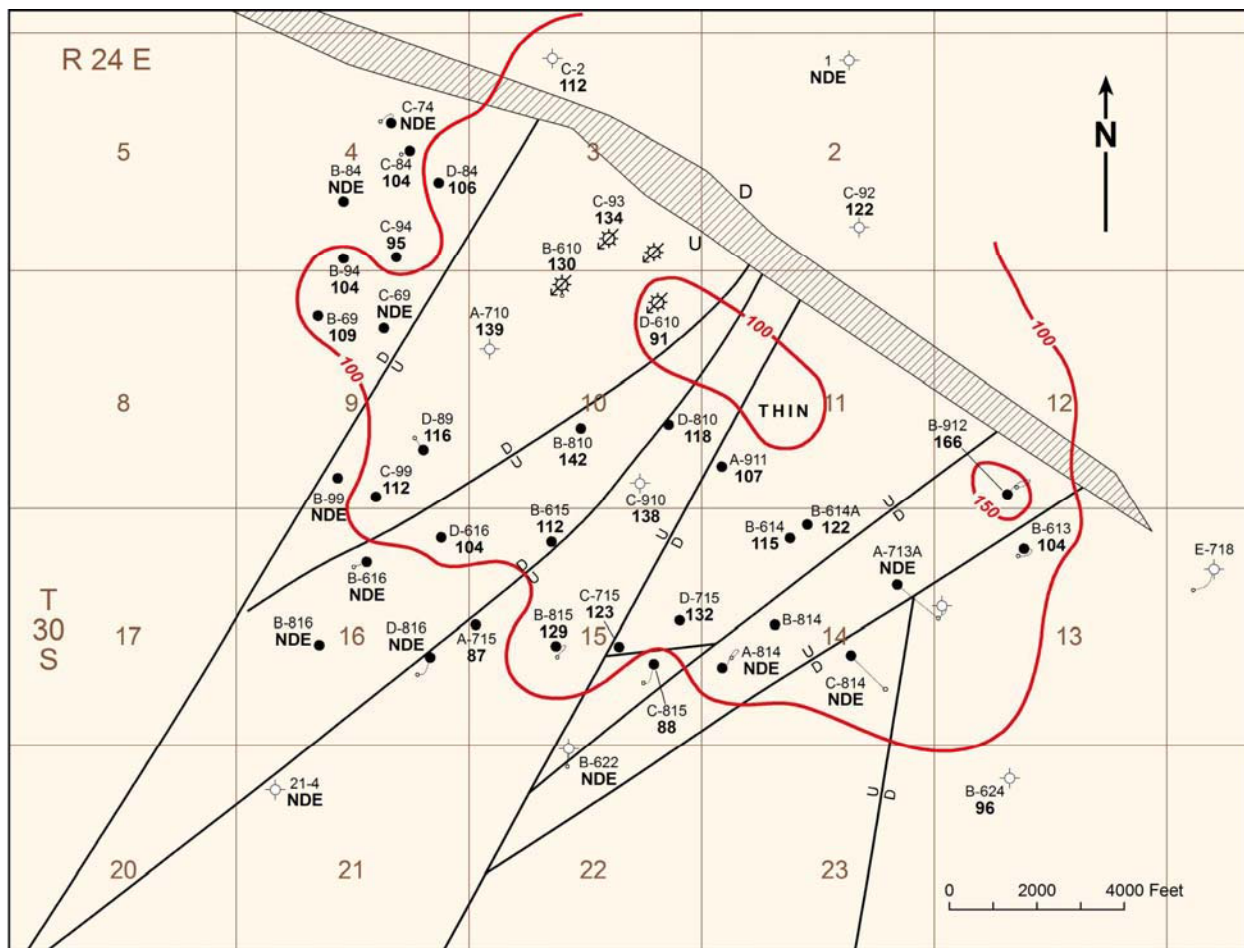 R 24 E
C-2
112
1
NDE
N
C-74
NDE
5
4
3
2
C-84
104
B-84
NDE
D-84
106
D
C-92
122
C-93
134
U
C-94
95
B-610
130
B-94
104
C-69
NDE
A-710
139
D-610
91
100
100
B-69
109
D
U
100
8
9
10
THIN
11
12
D-89
116
D
U
B-810
142
D-810
118
B-912
166
A-911
107
C-99
112
B-99
NDE
C-910
138
U
D
150
D-616
104
B-615
112
U
D
B-614
115
B-614A
122
A-713A
NDE
B-613
104
E-718
B-616
NDE
D
U
C-715
123
D-715
132
T
30
S
17
B-816
NDE
16
D-816
NDE
A-715
87
B-815
129
15
B-814
14
13
A-814
NDE
U
D
C-814
NDE
C-815
88
B-622
NDE
21-4
NDE
U
D
B-624
96
20
21
22
23
0
2000
4000 Feet